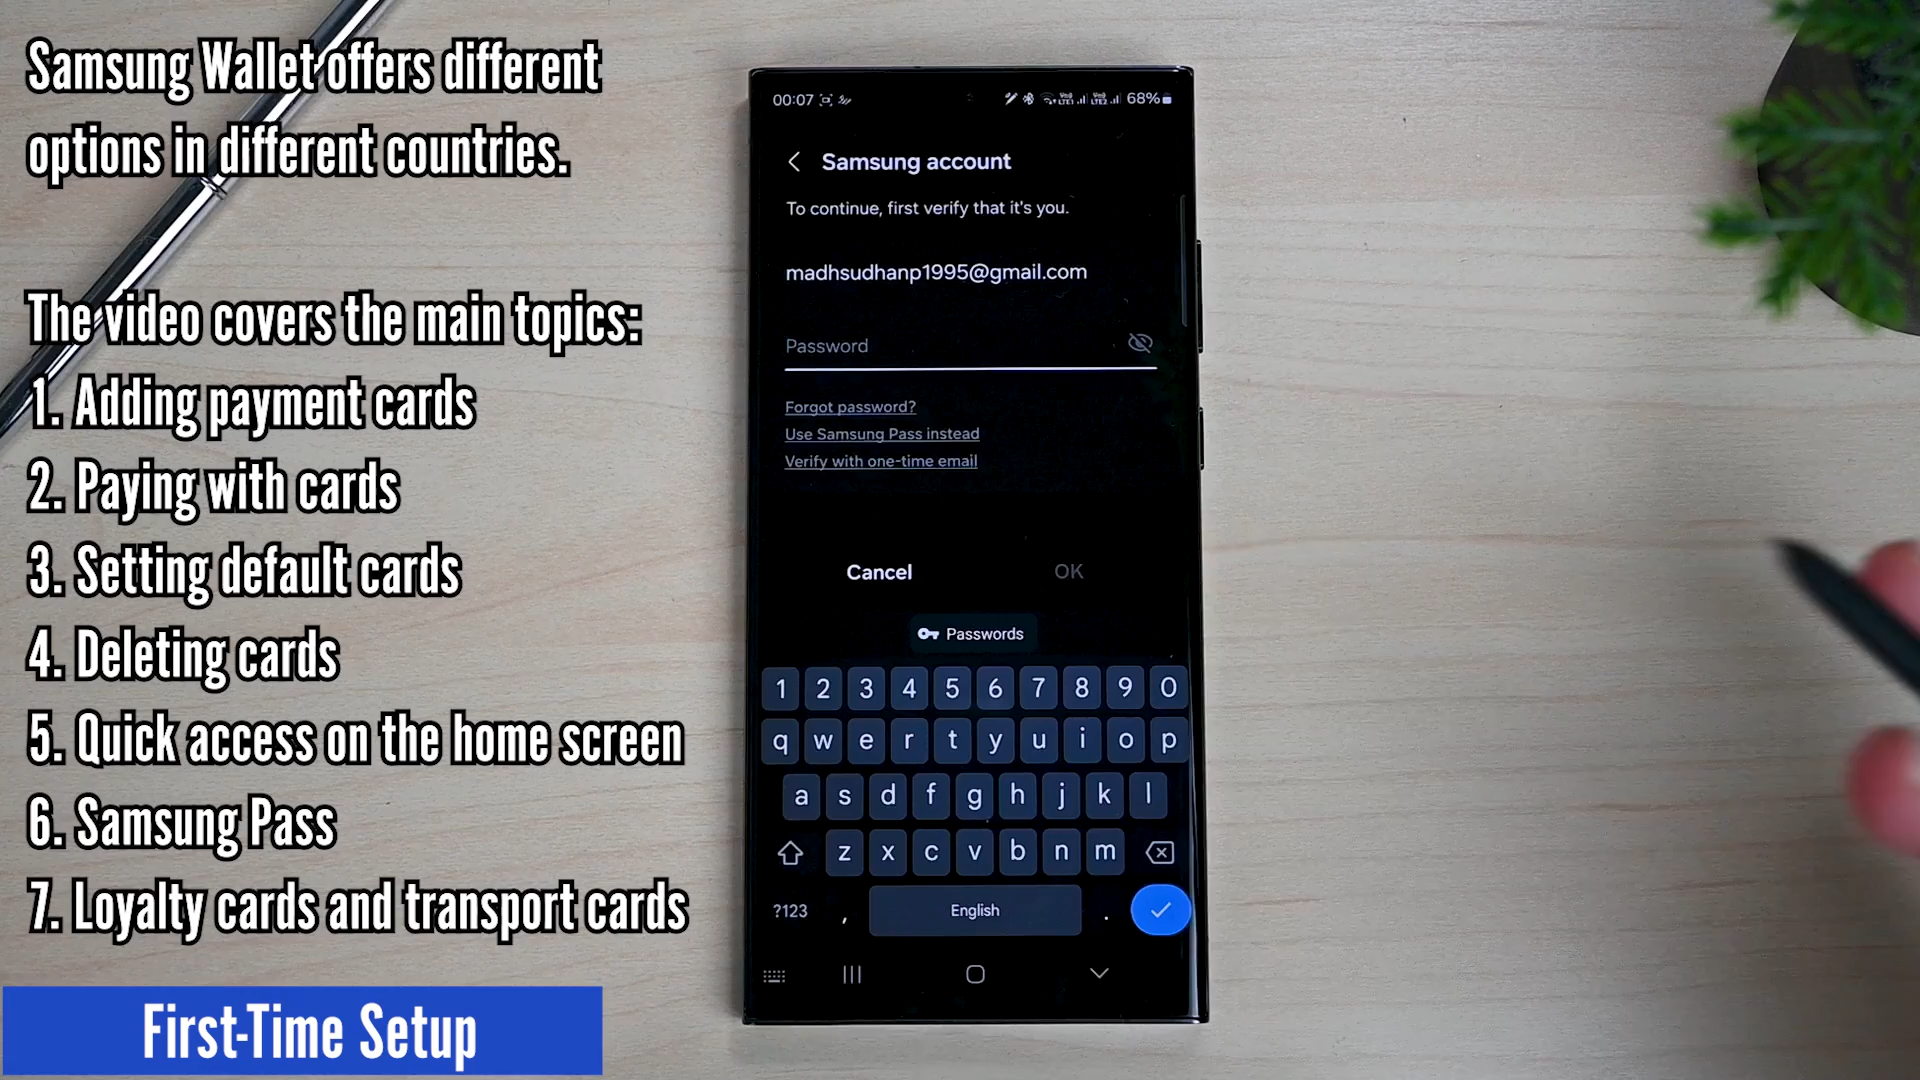 Samsung Wallet offers different
options in different countries.
The video covers the main topics:
1. Adding payment cards
2. Paying with cards
3. Setting default cards
4. Deleting cards
5. Quick access on the home screen
6. Samsung Pass
7. Loyalty cards and transport cards
First-Time Setup
00:07
68%
Samsung account
To continue, first verify that it's you.
madhsudhanp1995@gmail.com
Password
Forgot password?
Use Samsung Pass instead
Verify with one-time email
Cancel OK
Passwords
1 2 3 4 5 6 7 8 9 0
q w e r t y u i o p
a s d f g h j k l
z x c v b n m
?123 , English .